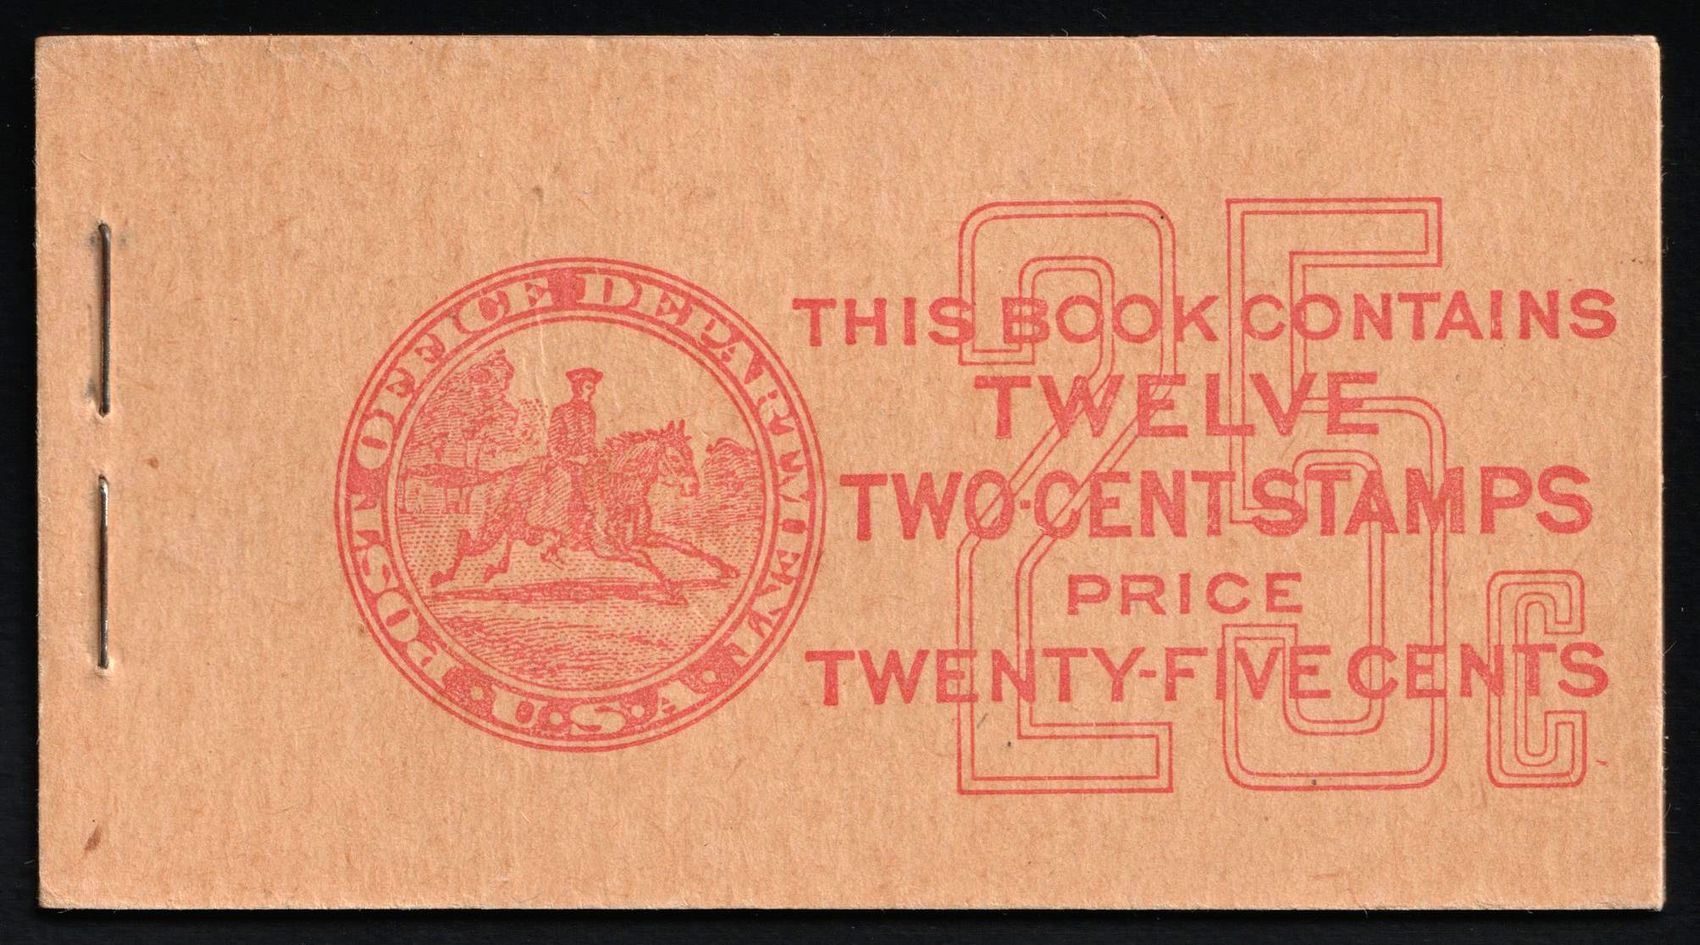 POST OFFICE DEPARTMENT
U.S.A.
25c
THIS BOOK CONTAINS
TWELVE
TWO-CENT STAMPS
PRICE
TWENTY-FIVE CENTS